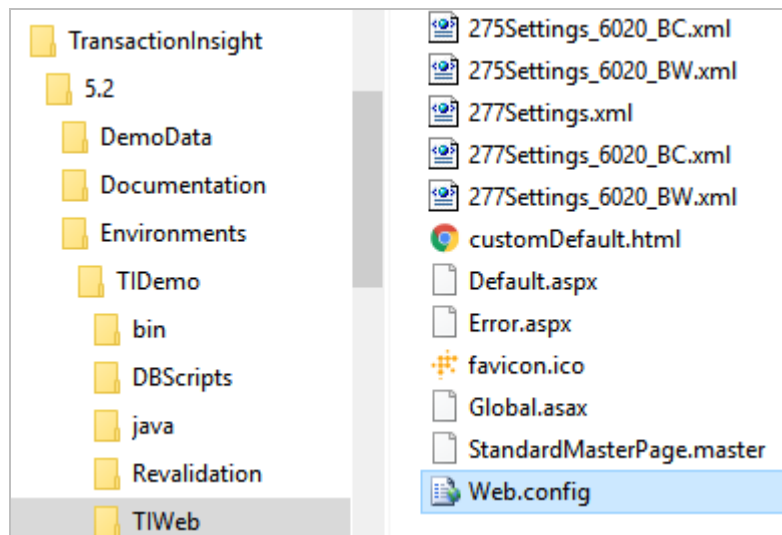 TransactionInsight
5.2
DemoData
Documentation
Environments
TIDemo
bin
DBScripts
java
Revalidation
TIWeb
275Settings_6020_BC.xml
275Settings_6020_BW.xml
277Settings.xml
277Settings_6020_BC.xml
277Settings_6020_BW.xml
customDefault.html
Default.aspx
Error.aspx
favicon.ico
Global.asax
StandardMasterPage.master
Web.config